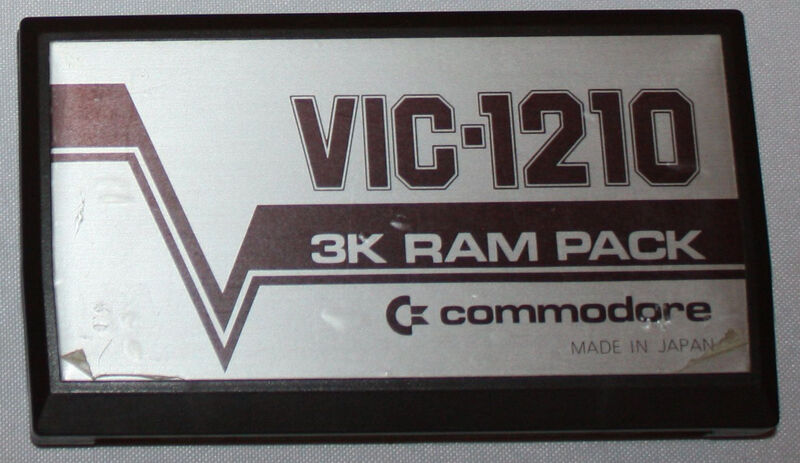 VIC-1210
3K RAM PACK
commodore
MADE IN JAPAN